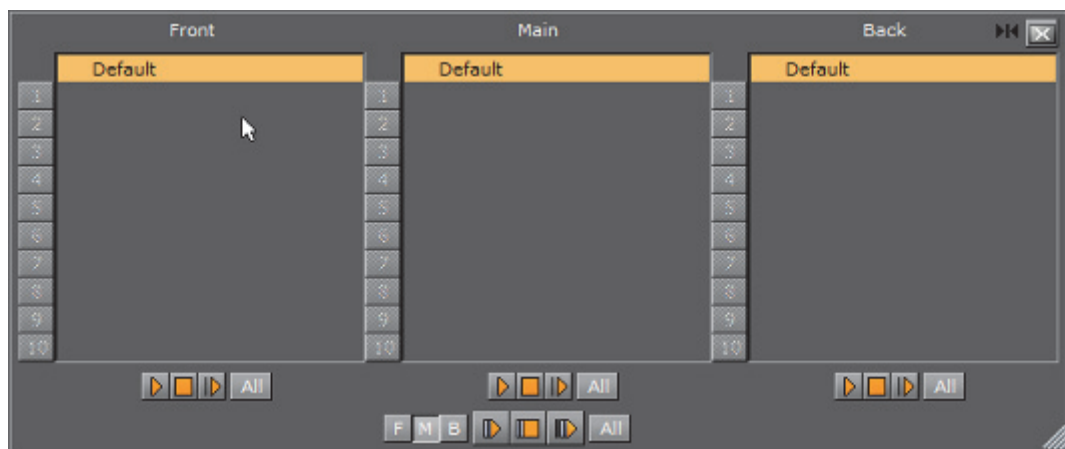 Front Main Back
Default Default Default
1 1 1
2 2 2
3 3 3
4 4 4
5 5 5
6 6 6
7 7 7
8 8 8
9 9 9
10 10 10
All All All
F M B All